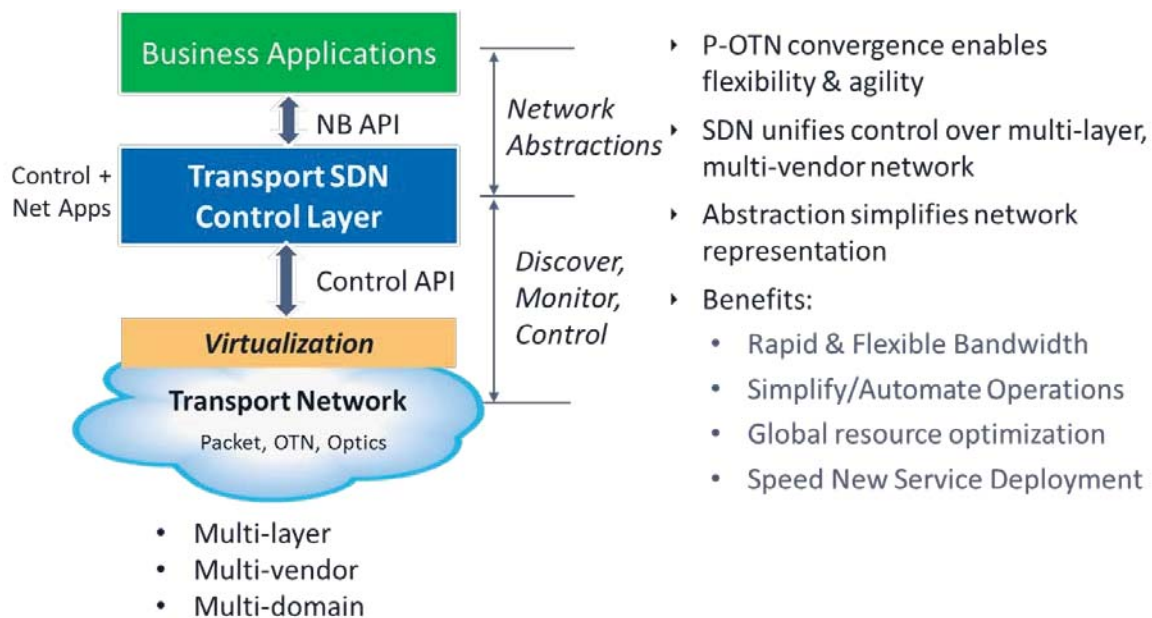 Business Applications
NB API
Control +
Net Apps
Transport SDN
Control Layer
Control API
Virtualization
Transport Network
Packet, OTN, Optics
• Multi-layer
• Multi-vendor
• Multi-domain
Network
Abstractions
Discover,
Monitor,
Control
‣ P-OTN convergence enables
flexibility & agility
‣ SDN unifies control over multi-layer,
multi-vendor network
‣ Abstraction simplifies network
representation
‣ Benefits:
• Rapid & Flexible Bandwidth
• Simplify/Automate Operations
• Global resource optimization
• Speed New Service Deployment